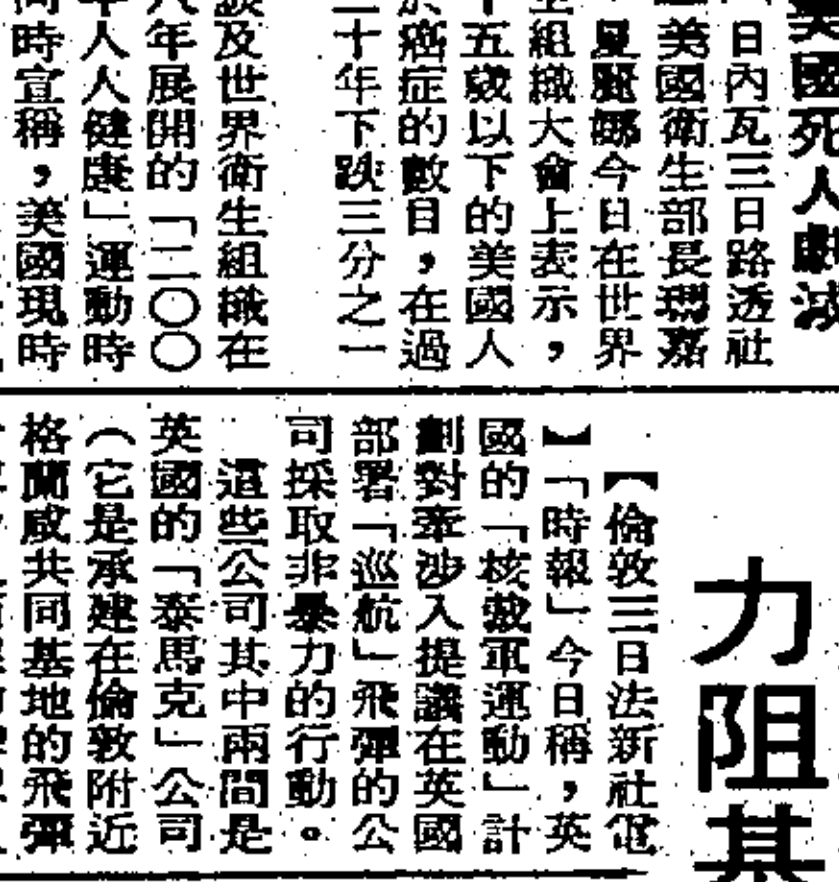 美國死人劇減
日內瓦三日路透社
美國衛生部長瑪嘉
今日在世界
組織大會上表示,
十五歲以下的美國人
癌症的數目,在過
二十年下跌三分之一
談及世界衛生組織在
八年展開的「二〇〇
年人人健康」運動時
同時宣稱,美國現時
力阻基
【倫敦三日法新社電
】「時報」今日稱,英
國的「核裁軍運動」計
劃對牽涉入提議在英國
部署「巡航」飛彈的公
司採取非暴力的行動。
這些公司其中兩間是
英國的「泰馬克」公司
(它是承建在倫敦附近
格蘭咸共同基地的飛彈